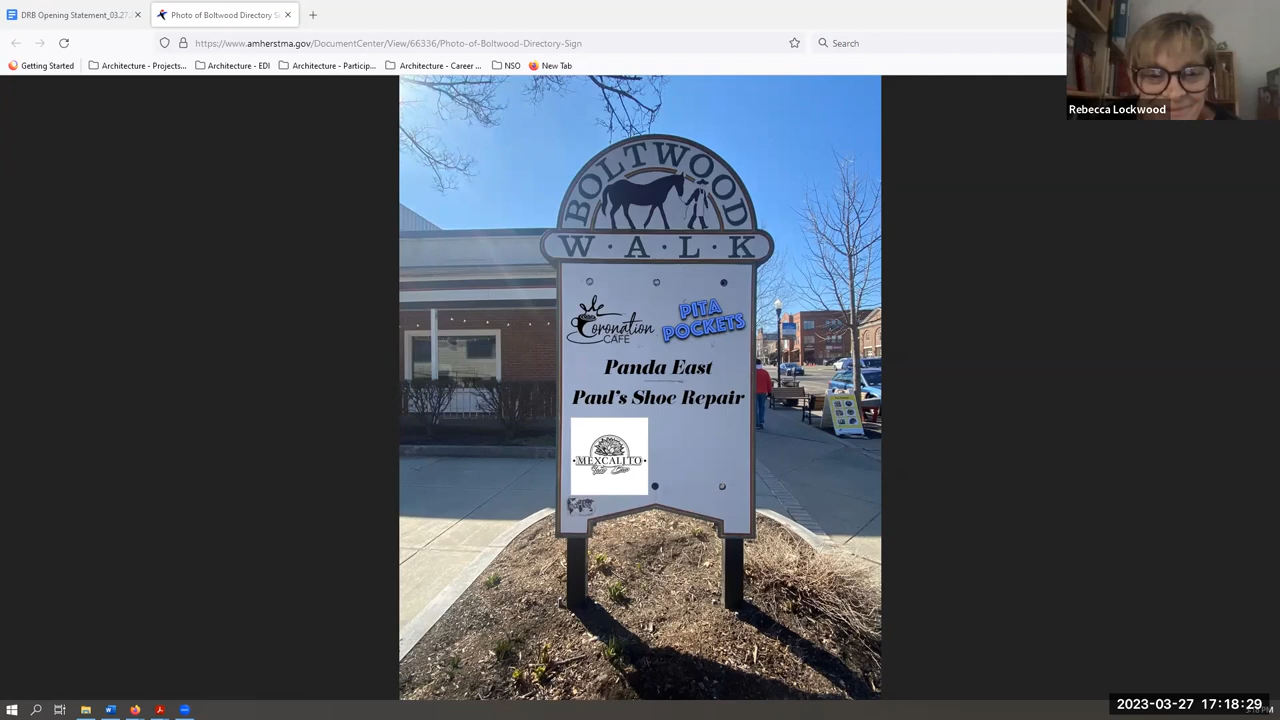 DRB Opening Statement_03.27.
Photo of Boltwood Directory Si
https://www.amherstma.gov/DocumentCenter/View/66336/Photo-of-Boltwood-Directory-Sign
Search
Getting Started
Architecture - Projects...
Architecture - EDI
Architecture - Particip...
Architecture - Career ...
NSO
New Tab
Rebecca Lockwood
BOLTWOOD
W·A·L·K
Coronation
CAFE
PITA
POCKETS
Panda East
Paul's Shoe Repair
·MEXCALITO·
2023-03-27 17:18:29